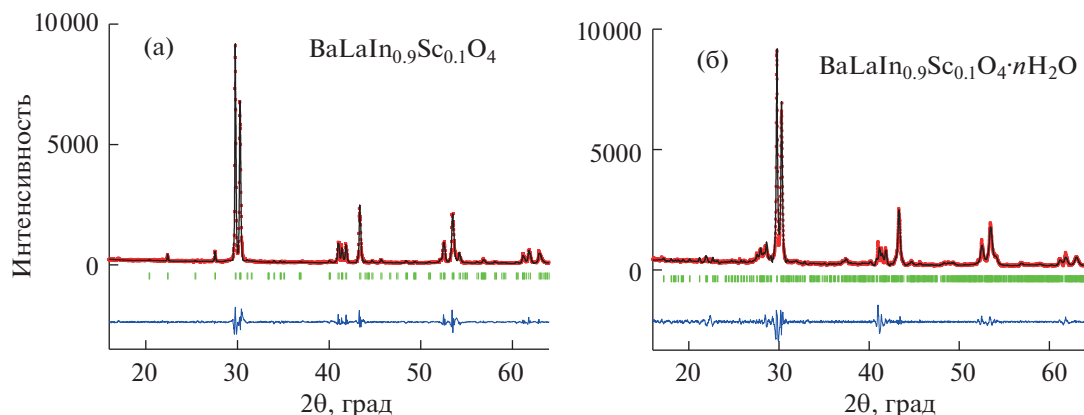 10000
(а)
BaLaIn₀.₉Sc₀.₁O₄
5000
0
Интенсивность
20
30
40
50
60
2θ, град
10000
(б)
BaLaIn₀.₉Sc₀.₁O₄·nH₂O
5000
0
20
30
40
50
60
2θ, град